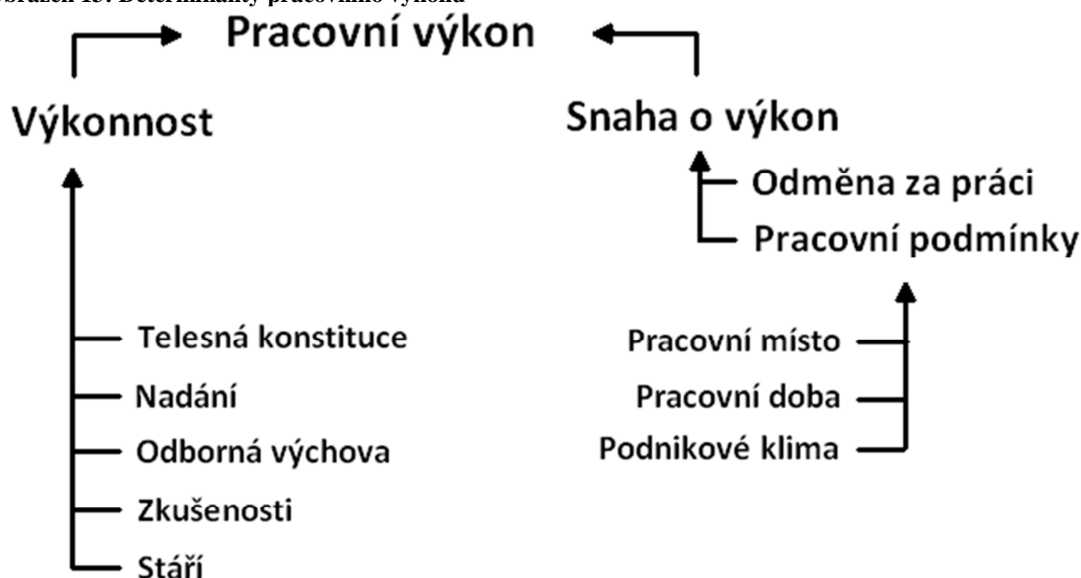 Pracovní výkon
Výkonnost
Snaha o výkon
Odměna za práci
Pracovní podmínky
Telesná konstituce
Nadání
Odborná výchova
Zkušenosti
Stáří
Pracovní místo
Pracovní doba
Podnikové klima